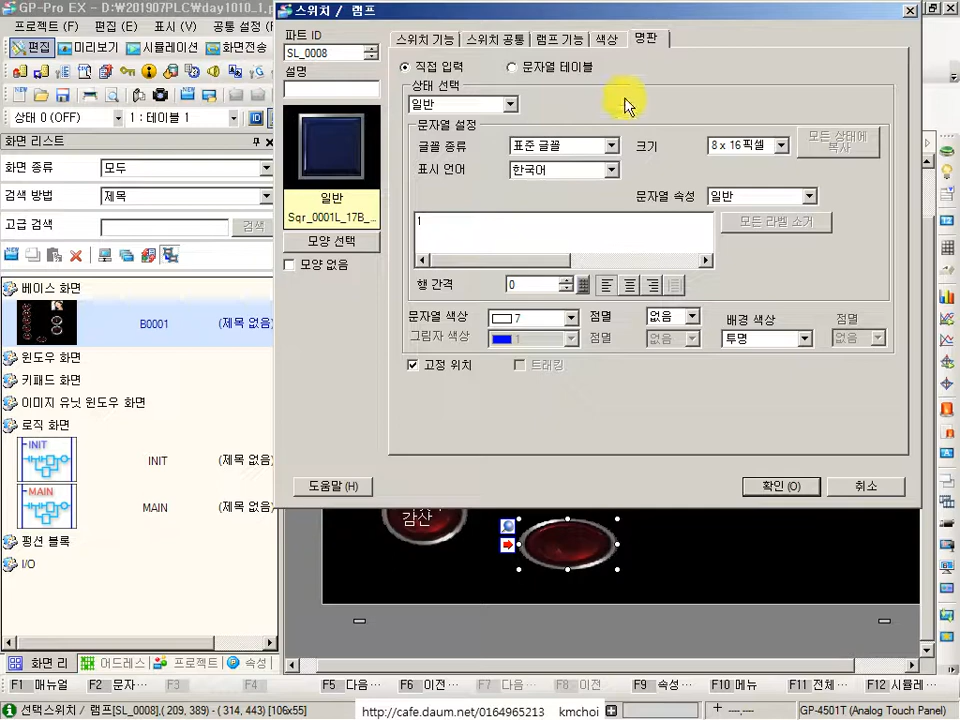 GP-Pro EX - D:₩201907PLC₩day1010_1.
프로젝트 (F) 편집 (E) 표시 (V) 공통 설정 (
편집 미리보기 시뮬레이션 화면전송
상태 0 (OFF) 1 : 테이블 1 ID
화면 리스트
화면 종류: 모두
검색 방법: 제목
고급 검색 검색
베이스 화면
B0001 (제목 없음)
윈도우 화면
키패드 화면
이미지 유닛 윈도우 화면
로직 화면
INIT INIT (제목 없음)
MAIN MAIN (제목 없음)
펑션 블록
I/O
화면 리 어드레스 프로젝트 속성
스위치 / 램프
파트 ID
SL_0008
설명
일반
Sqr_0001L_17B_...
모양 선택
모양 없음
도움말 (H)
스위치 기능 스위치 공통 램프 기능 색상 명판
직접 입력 문자열 테이블
상태 선택
일반
문자열 설정
글꼴 종류 표준 글꼴 크기 8 x 16 픽셀 모든 상태에 복사
표시 언어 한국어
문자열 속성 일반
1 모든 라벨 소거
행 간격 0
문자열 색상 7 점멸 없음 배경 색상 점멸
그림자 색상 1 점멸 없음 투명 없음
고정 위치 트래킹
확인 (O) 취소
감산
F1 매뉴얼 F2 문자… F3 F4 F5 다음… F6 이전… F7 다음… F8 이전 F9 속성… F10 메뉴 F11 전체… F12 시뮬레…
선택스위치 / 램프[SL_0008],( 209, 389) - ( 314, 443) [106x55] http://cafe.daum.net/0164965213 kmchoi ---,--- GP-4501T (Analog Touch Panel)